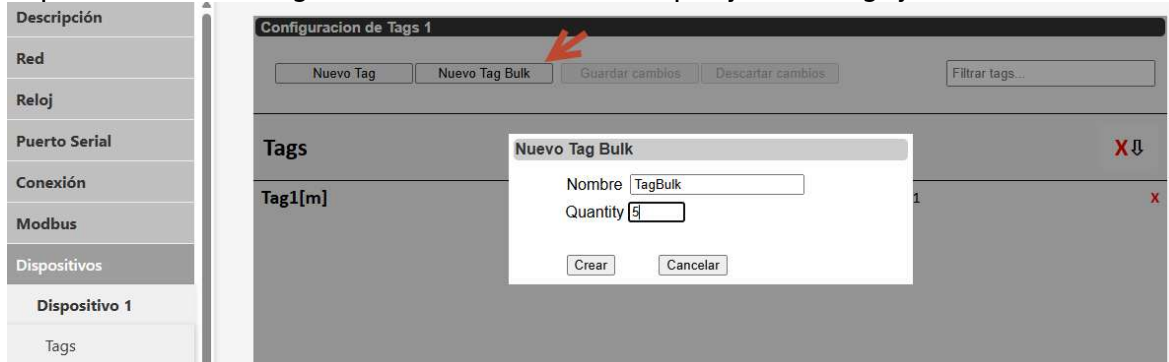 Descripción
Red
Reloj
Puerto Serial
Conexión
Modbus
Dispositivos
Dispositivo 1
Tags
Configuracion de Tags 1
Nuevo Tag
Nuevo Tag Bulk
Guardar cambios
Descartar cambios
Filtrar tags...
Tags
X⇩
Tag1[m]
1
X
Nuevo Tag Bulk
Nombre TagBulk
Quantity 5
Crear
Cancelar